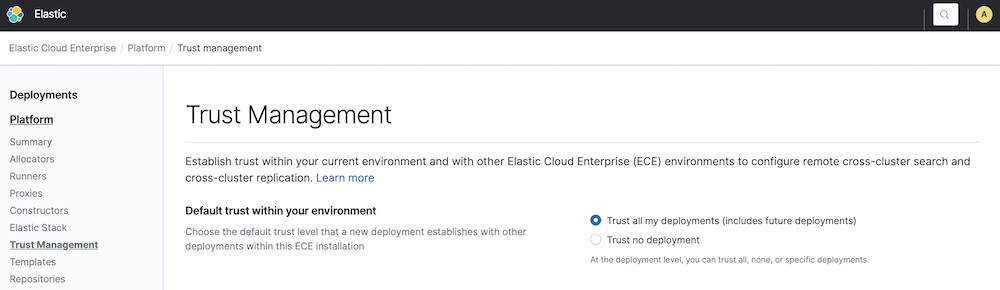 Elastic
A
Elastic Cloud Enterprise / Platform / Trust management
Deployments
Platform
Summary
Allocators
Runners
Proxies
Constructors
Elastic Stack
Trust Management
Templates
Repositories
Trust Management
Establish trust within your current environment and with other Elastic Cloud Enterprise (ECE) environments to configure remote cross-cluster search and
cross-cluster replication. Learn more
Default trust within your environment
Choose the default trust level that a new deployment establishes with other
deployments within this ECE installation
Trust all my deployments (includes future deployments)
Trust no deployment
At the deployment level, you can trust all, none, or specific deployments.